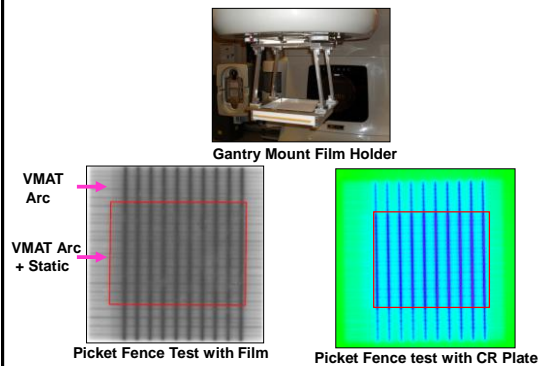 Gantry Mount Film Holder
VMAT
Arc
VMAT Arc
+ Static
Picket Fence Test with Film
Picket Fence test with CR Plate